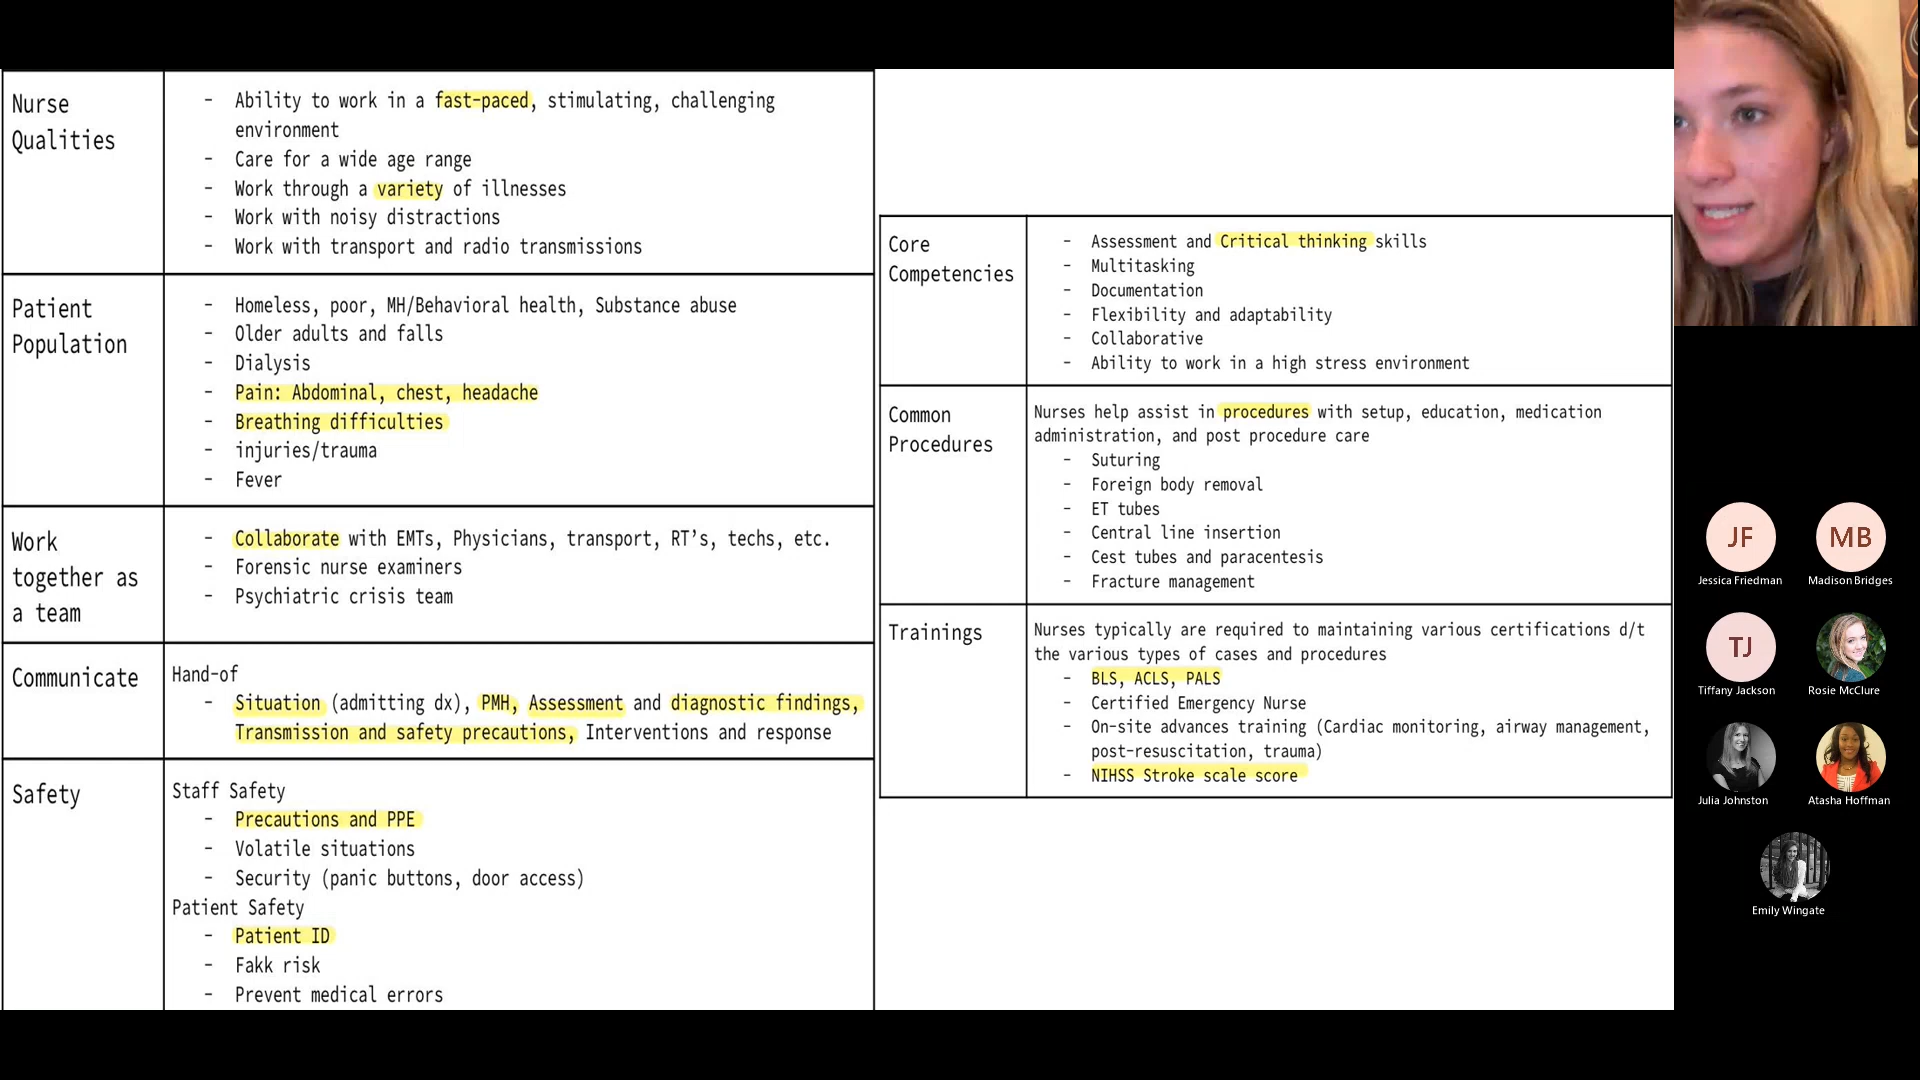 Nurse
Qualities
- Ability to work in a fast-paced, stimulating, challenging
environment
- Care for a wide age range
- Work through a variety of illnesses
- Work with noisy distractions
- Work with transport and radio transmissions
Patient
Population
- Homeless, poor, MH/Behavioral health, Substance abuse
- Older adults and falls
- Dialysis
- Pain: Abdominal, chest, headache
- Breathing difficulties
- injuries/trauma
- Fever
Work
together as
a team
- Collaborate with EMTs, Physicians, transport, RT’s, techs, etc.
- Forensic nurse examiners
- Psychiatric crisis team
Communicate
Hand-of
- Situation (admitting dx), PMH, Assessment and diagnostic findings,
Transmission and safety precautions, Interventions and response
Safety
Staff Safety
- Precautions and PPE
- Volatile situations
- Security (panic buttons, door access)
Patient Safety
- Patient ID
- Fakk risk
- Prevent medical errors
Core
Competencies
- Assessment and Critical thinking skills
- Multitasking
- Documentation
- Flexibility and adaptability
- Collaborative
- Ability to work in a high stress environment
Common
Procedures
Nurses help assist in procedures with setup, education, medication
administration, and post procedure care
- Suturing
- Foreign body removal
- ET tubes
- Central line insertion
- Cest tubes and paracentesis
- Fracture management
Trainings
Nurses typically are required to maintaining various certifications d/t
the various types of cases and procedures
- BLS, ACLS, PALS
- Certified Emergency Nurse
- On-site advances training (Cardiac monitoring, airway management,
post-resuscitation, trauma)
- NIHSS Stroke scale score
JF
MB
Jessica Friedman
Madison Bridges
TJ
Tiffany Jackson
Rosie McClure
Julia Johnston
Atasha Hoffman
Emily Wingate